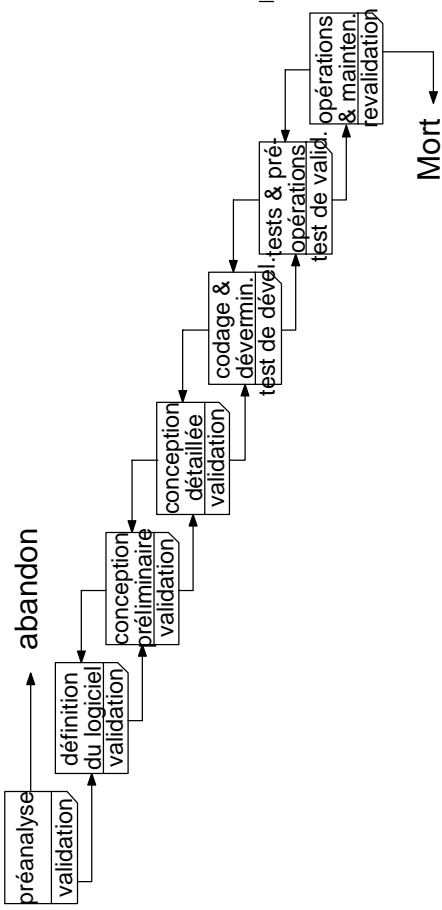 préanalyse
validation
abandon
définition
du logiciel
validation
conception
préliminaire
validation
conception
détaillée
validation
codage &
dévermin.
test de dével.
tests & pré-
opérations
test de valid.
opérations
& mainten.
revalidation
Mort